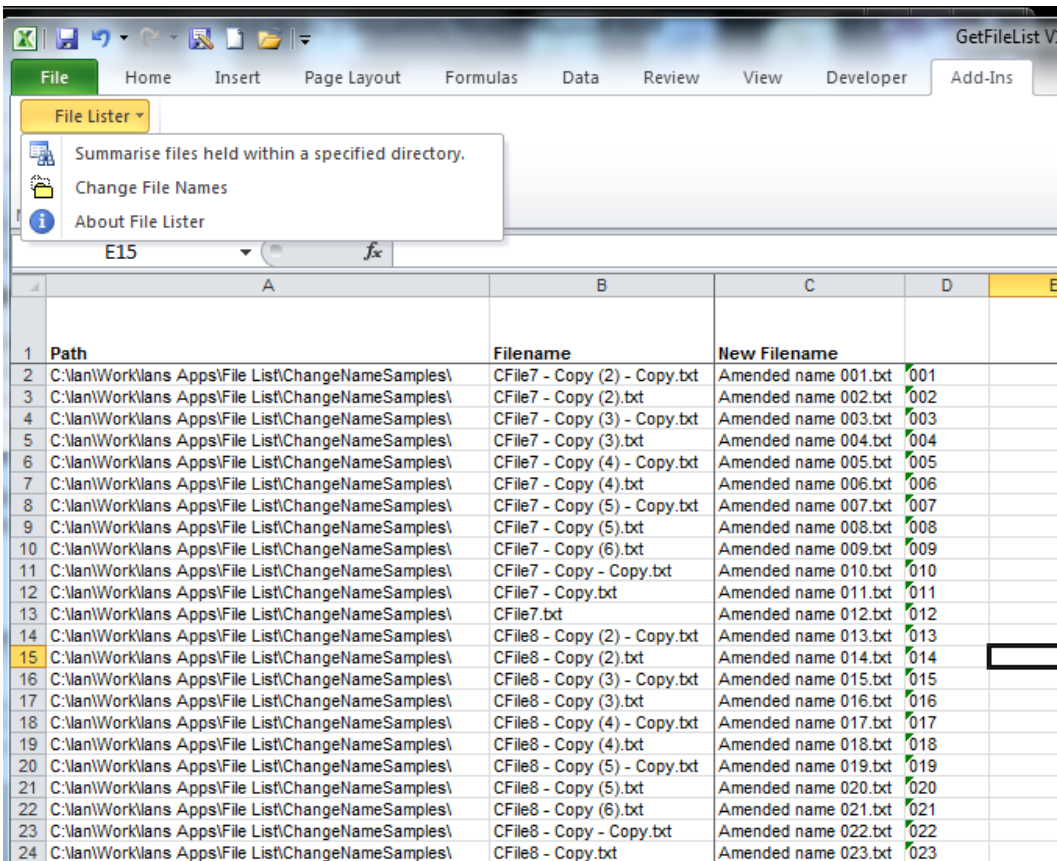 GetFileList V
File Home Insert Page Layout Formulas Data Review View Developer Add-Ins
File Lister
Summarise files held within a specified directory.
Change File Names
About File Lister
E15 fx
A B C D E
1 Path Filename New Filename
2 C:\Ian\Work\Ians Apps\File List\ChangeNameSamples\ CFile7 - Copy (2) - Copy.txt Amended name 001.txt 001
3 C:\Ian\Work\Ians Apps\File List\ChangeNameSamples\ CFile7 - Copy (2).txt Amended name 002.txt 002
4 C:\Ian\Work\Ians Apps\File List\ChangeNameSamples\ CFile7 - Copy (3) - Copy.txt Amended name 003.txt 003
5 C:\Ian\Work\Ians Apps\File List\ChangeNameSamples\ CFile7 - Copy (3).txt Amended name 004.txt 004
6 C:\Ian\Work\Ians Apps\File List\ChangeNameSamples\ CFile7 - Copy (4) - Copy.txt Amended name 005.txt 005
7 C:\Ian\Work\Ians Apps\File List\ChangeNameSamples\ CFile7 - Copy (4).txt Amended name 006.txt 006
8 C:\Ian\Work\Ians Apps\File List\ChangeNameSamples\ CFile7 - Copy (5) - Copy.txt Amended name 007.txt 007
9 C:\Ian\Work\Ians Apps\File List\ChangeNameSamples\ CFile7 - Copy (5).txt Amended name 008.txt 008
10 C:\Ian\Work\Ians Apps\File List\ChangeNameSamples\ CFile7 - Copy (6).txt Amended name 009.txt 009
11 C:\Ian\Work\Ians Apps\File List\ChangeNameSamples\ CFile7 - Copy - Copy.txt Amended name 010.txt 010
12 C:\Ian\Work\Ians Apps\File List\ChangeNameSamples\ CFile7 - Copy.txt Amended name 011.txt 011
13 C:\Ian\Work\Ians Apps\File List\ChangeNameSamples\ CFile7.txt Amended name 012.txt 012
14 C:\Ian\Work\Ians Apps\File List\ChangeNameSamples\ CFile8 - Copy (2) - Copy.txt Amended name 013.txt 013
15 C:\Ian\Work\Ians Apps\File List\ChangeNameSamples\ CFile8 - Copy (2).txt Amended name 014.txt 014
16 C:\Ian\Work\Ians Apps\File List\ChangeNameSamples\ CFile8 - Copy (3) - Copy.txt Amended name 015.txt 015
17 C:\Ian\Work\Ians Apps\File List\ChangeNameSamples\ CFile8 - Copy (3).txt Amended name 016.txt 016
18 C:\Ian\Work\Ians Apps\File List\ChangeNameSamples\ CFile8 - Copy (4) - Copy.txt Amended name 017.txt 017
19 C:\Ian\Work\Ians Apps\File List\ChangeNameSamples\ CFile8 - Copy (4).txt Amended name 018.txt 018
20 C:\Ian\Work\Ians Apps\File List\ChangeNameSamples\ CFile8 - Copy (5) - Copy.txt Amended name 019.txt 019
21 C:\Ian\Work\Ians Apps\File List\ChangeNameSamples\ CFile8 - Copy (5).txt Amended name 020.txt 020
22 C:\Ian\Work\Ians Apps\File List\ChangeNameSamples\ CFile8 - Copy (6).txt Amended name 021.txt 021
23 C:\Ian\Work\Ians Apps\File List\ChangeNameSamples\ CFile8 - Copy - Copy.txt Amended name 022.txt 022
24 C:\Ian\Work\Ians Apps\File List\ChangeNameSamples\ CFile8 - Copy.txt Amended name 023.txt 023